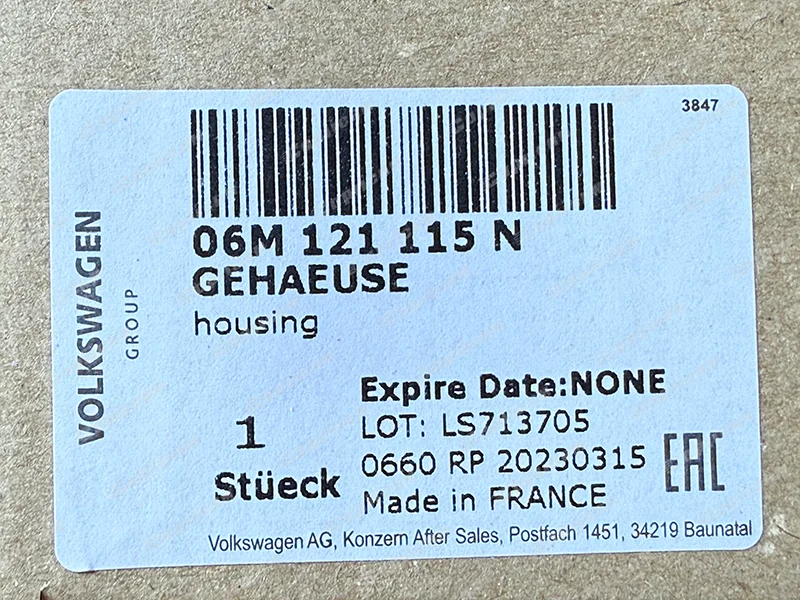 3847
06M 121 115 N
GEHAEUSE
housing
VOLKSWAGEN
GROUP
Expire Date:NONE
1
LOT: LS713705
0660 RP 20230315
Stüeck
Made in FRANCE
EAC
Volkswagen AG, Konzern After Sales, Postfach 1451, 34219 Baunatal